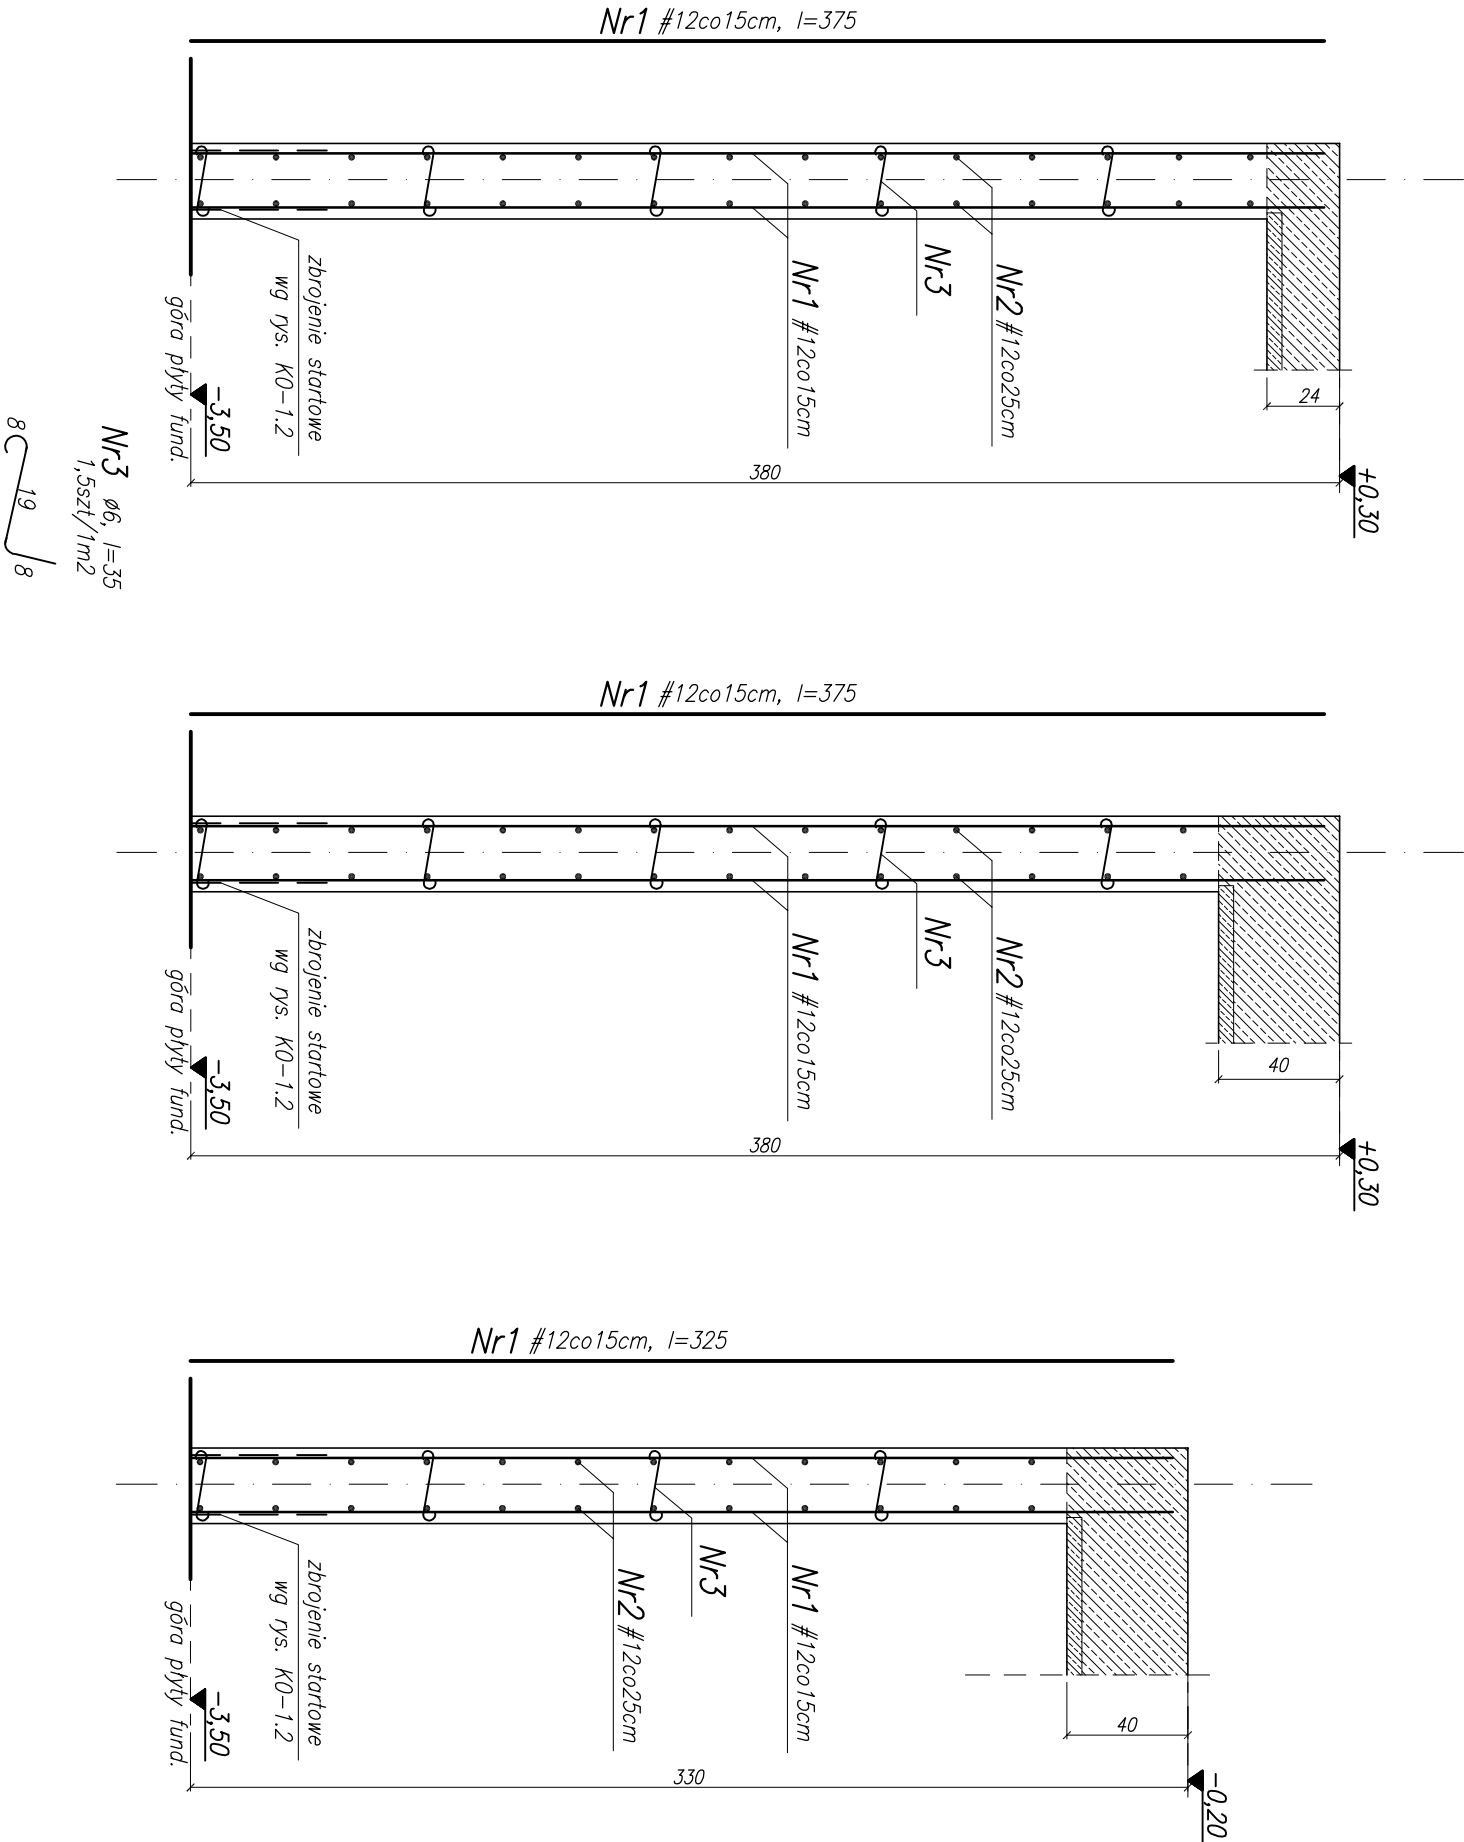 Nr1 #12co15cm, l=375
Nr2 #12co25cm
Nr3
Nr1 #12co15cm
zbrojenie startowe
wg rys. K0-1.2
-3,50
góra płyty fund.
24
380
+0,30
Nr3 ø6, l=35
1,5szt/1m2
8
19
8
Nr1 #12co15cm, l=375
Nr2 #12co25cm
Nr3
Nr1 #12co15cm
zbrojenie startowe
wg rys. K0-1.2
-3,50
góra płyty fund.
40
380
+0,30
Nr1 #12co15cm, l=325
Nr1 #12co15cm
Nr3
Nr2 #12co25cm
zbrojenie startowe
wg rys. K0-1.2
-3,50
góra płyty fund.
40
330
-0,20